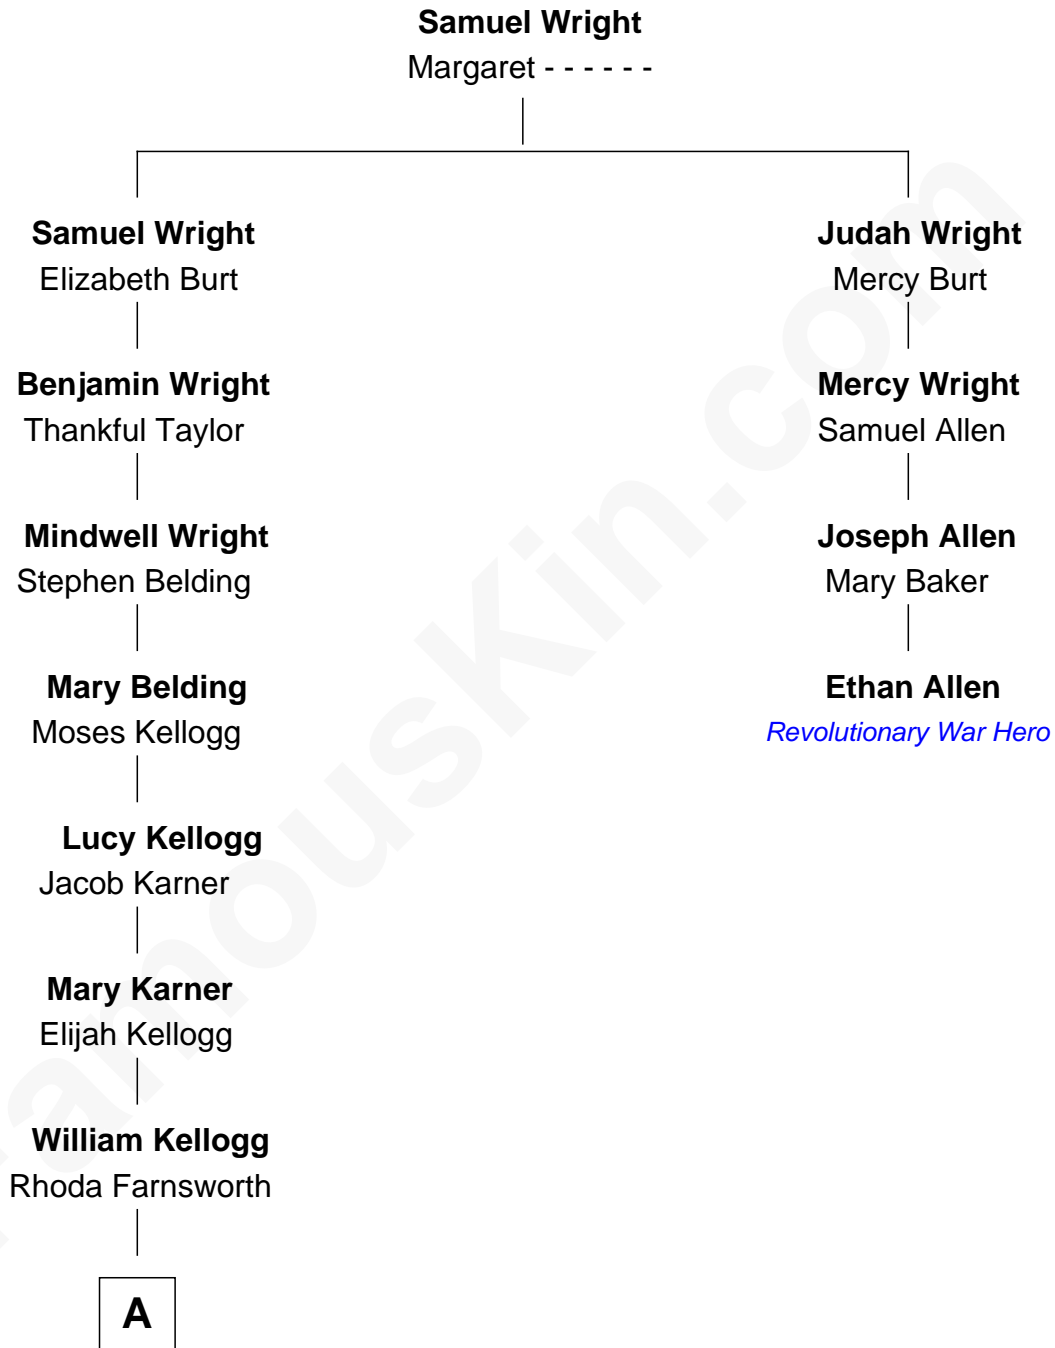 Samuel Wright
Margaret - - - - - -
Samuel Wright
Elizabeth Burt
Judah Wright
Mercy Burt
Benjamin Wright
Thankful Taylor
Mercy Wright
Samuel Allen
Mindwell Wright
Stephen Belding
Joseph Allen
Mary Baker
Mary Belding
Moses Kellogg
Ethan Allen
Revolutionary War Hero
Lucy Kellogg
Jacob Karner
Mary Karner
Elijah Kellogg
William Kellogg
Rhoda Farnsworth
A
FamousKin.com